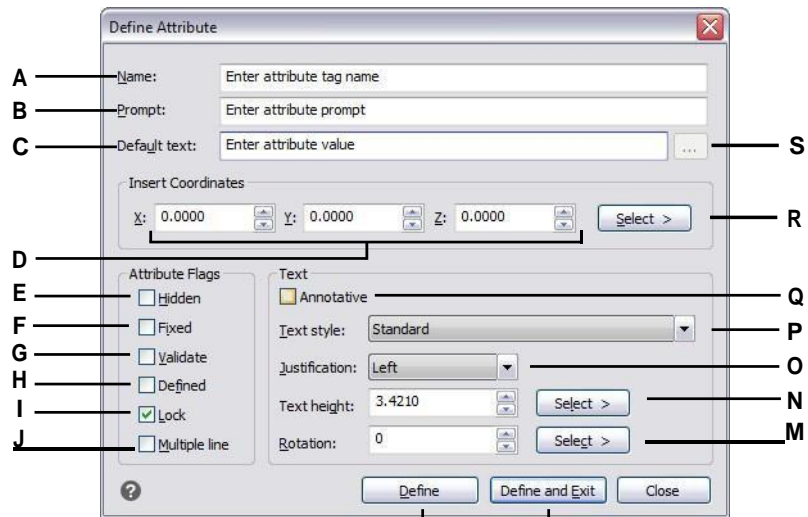 Define Attribute
A Name: Enter attribute tag name
B Prompt: Enter attribute prompt
C Default text: Enter attribute value ... S
Insert Coordinates
X: 0.0000 Y: 0.0000 Z: 0.0000 Select > R
D
Attribute Flags Text
E Hidden Annotative Q
F Fixed Text style: Standard P
G Validate Justification: Left O
H Defined
I Lock Text height: 3.4210 Select > N
J Multiple line Rotation: 0 Select > M
? Define Define and Exit Close